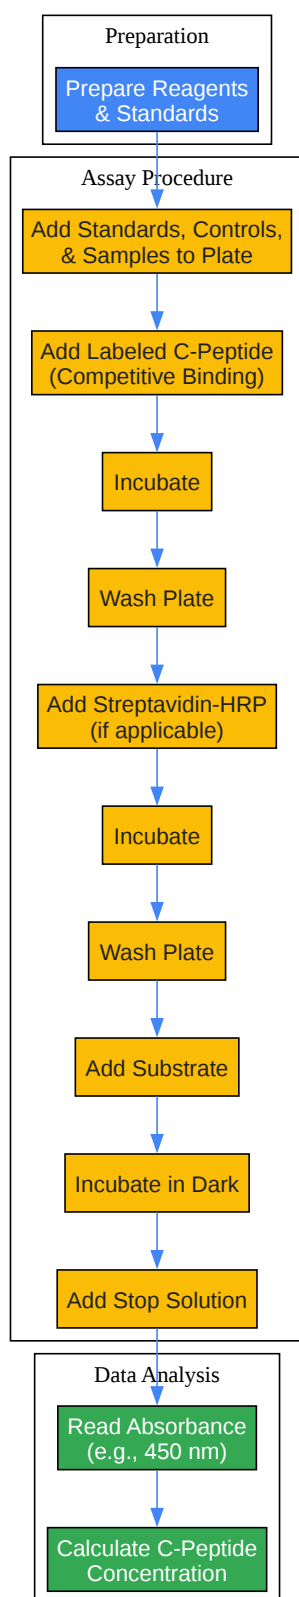 Preparation
Prepare Reagents
& Standards
Assay Procedure
Add Standards, Controls,
& Samples to Plate
Add Labeled C-Peptide
(Competitive Binding)
Incubate
Wash Plate
Add Streptavidin-HRP
(if applicable)
Incubate
Wash Plate
Add Substrate
Incubate in Dark
Add Stop Solution
Data Analysis
Read Absorbance
(e.g., 450 nm)
Calculate C-Peptide
Concentration